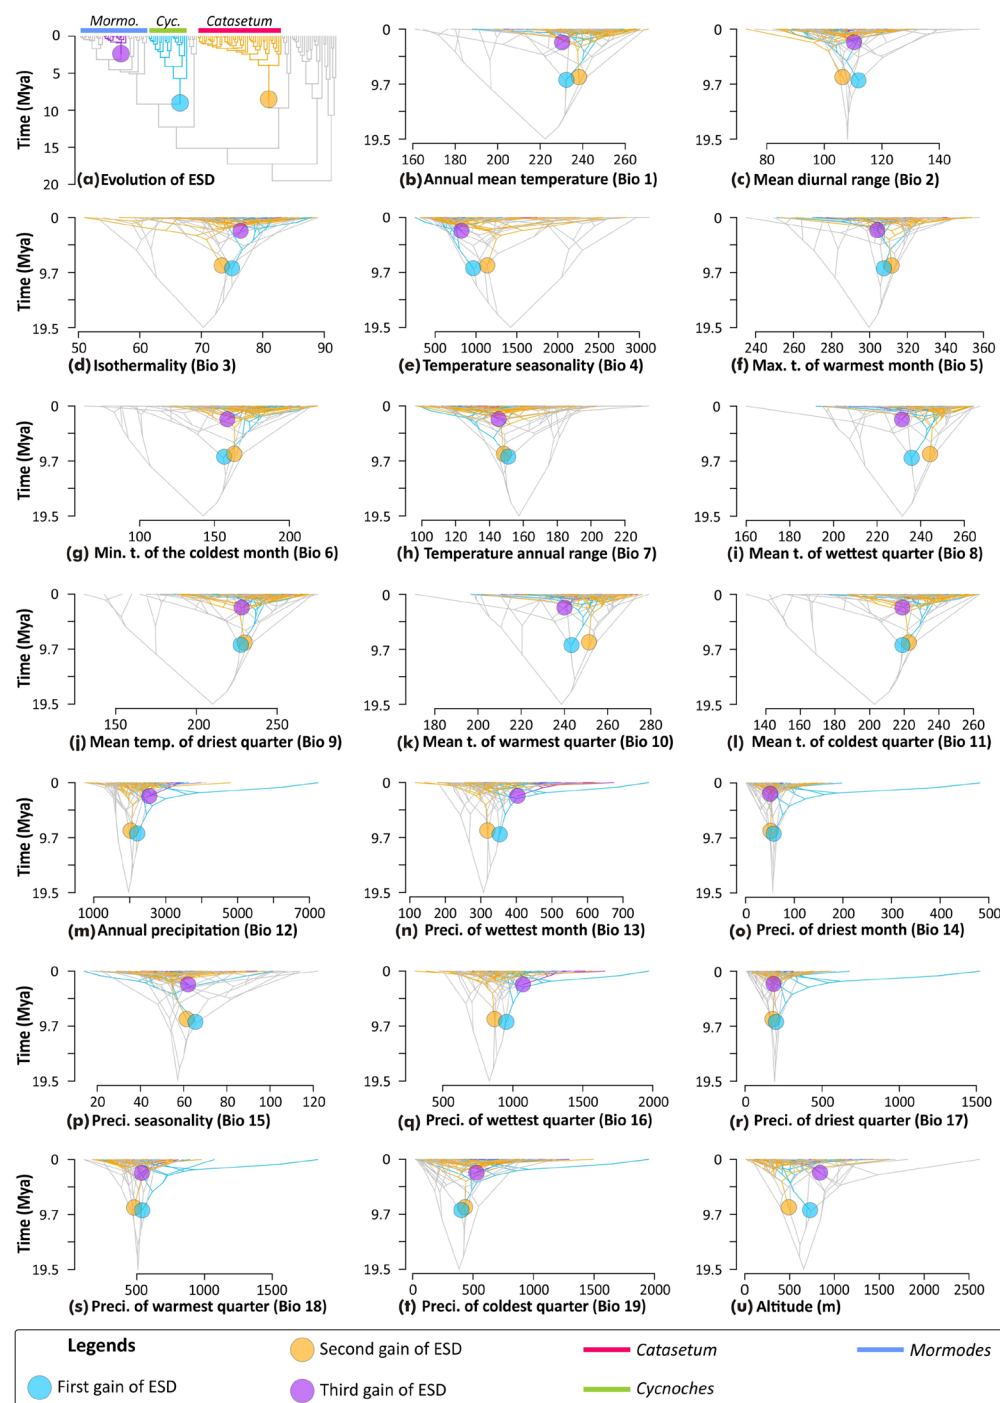 Mormo. Cyc. Catasetum
0 5 10 15 20
Time (Mya)
(a) Evolution of ESD
0 9.7 19.5
160 180 200 220 240 260
(b) Annual mean temperature (Bio 1)
0 9.7 19.5
80 100 120 140
(c) Mean diurnal range (Bio 2)
Time (Mya)
0 9.7 19.5
50 60 70 80 90
(d) Isothermality (Bio 3)
0 9.7 19.5
500 1000 1500 2000 2500 3000
(e) Temperature seasonality (Bio 4)
0 9.7 19.5
240 260 280 300 320 340 360
(f) Max. t. of warmest month (Bio 5)
Time (Mya)
0 9.7 19.5
100 150 200
(g) Min. t. of the coldest month (Bio 6)
0 9.7 19.5
100 120 140 160 180 200 220
(h) Temperature annual range (Bio 7)
0 9.7 19.5
160 180 200 220 240 260
(i) Mean t. of wettest quarter (Bio 8)
Time (Mya)
0 9.7 19.5
150 200 250
(j) Mean temp. of driest quarter (Bio 9)
0 9.7 19.5
180 200 220 240 260 280
(k) Mean t. of warmest quarter (Bio 10)
0 9.7 19.5
140 160 180 200 220 240 260
(l) Mean t. of coldest quarter (Bio 11)
Time (Mya)
0 9.7 19.5
1000 3000 5000 7000
(m) Annual precipitation (Bio 12)
0 9.7 19.5
100 200 300 400 500 600 700
(n) Preci. of wettest month (Bio 13)
0 9.7 19.5
0 100 200 300 400 500
(o) Preci. of driest month (Bio 14)
Time (Mya)
0 9.7 19.5
20 40 60 80 100 120
(p) Preci. seasonality (Bio 15)
0 9.7 19.5
500 1000 1500 2000
(q) Preci. of wettest quarter (Bio 16)
0 9.7 19.5
0 500 1000 1500
(r) Preci. of driest quarter (Bio 17)
Time (Mya)
0 9.7 19.5
500 1000 1500
(s) Preci. of warmest quarter (Bio 18)
0 9.7 19.5
0 500 1000 1500 2000
(t) Preci. of coldest quarter (Bio 19)
0 9.7 19.5
0 500 1000 1500 2000 2500
(u) Altitude (m)
Legends
First gain of ESD
Second gain of ESD
Third gain of ESD
Catasetum
Cycnoches
Mormodes